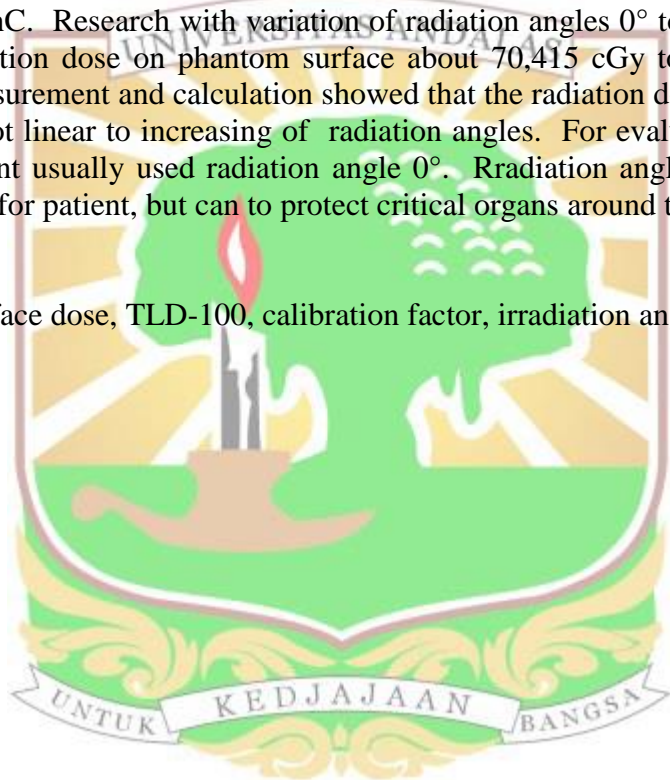 nC. Research with variation of radiation angles 0° to
tion dose on phantom surface about 70,415 cGy to
surement and calculation showed that the radiation d
ot linear to increasing of radiation angles. For eval
nt usually used radiation angle 0°. Rradiation angl
for patient, but can to protect critical organs around t
face dose, TLD-100, calibration factor, irradiation an
UNIVERSITAS ANDALAS
UNTUK KEDJAJAAN BANGSA